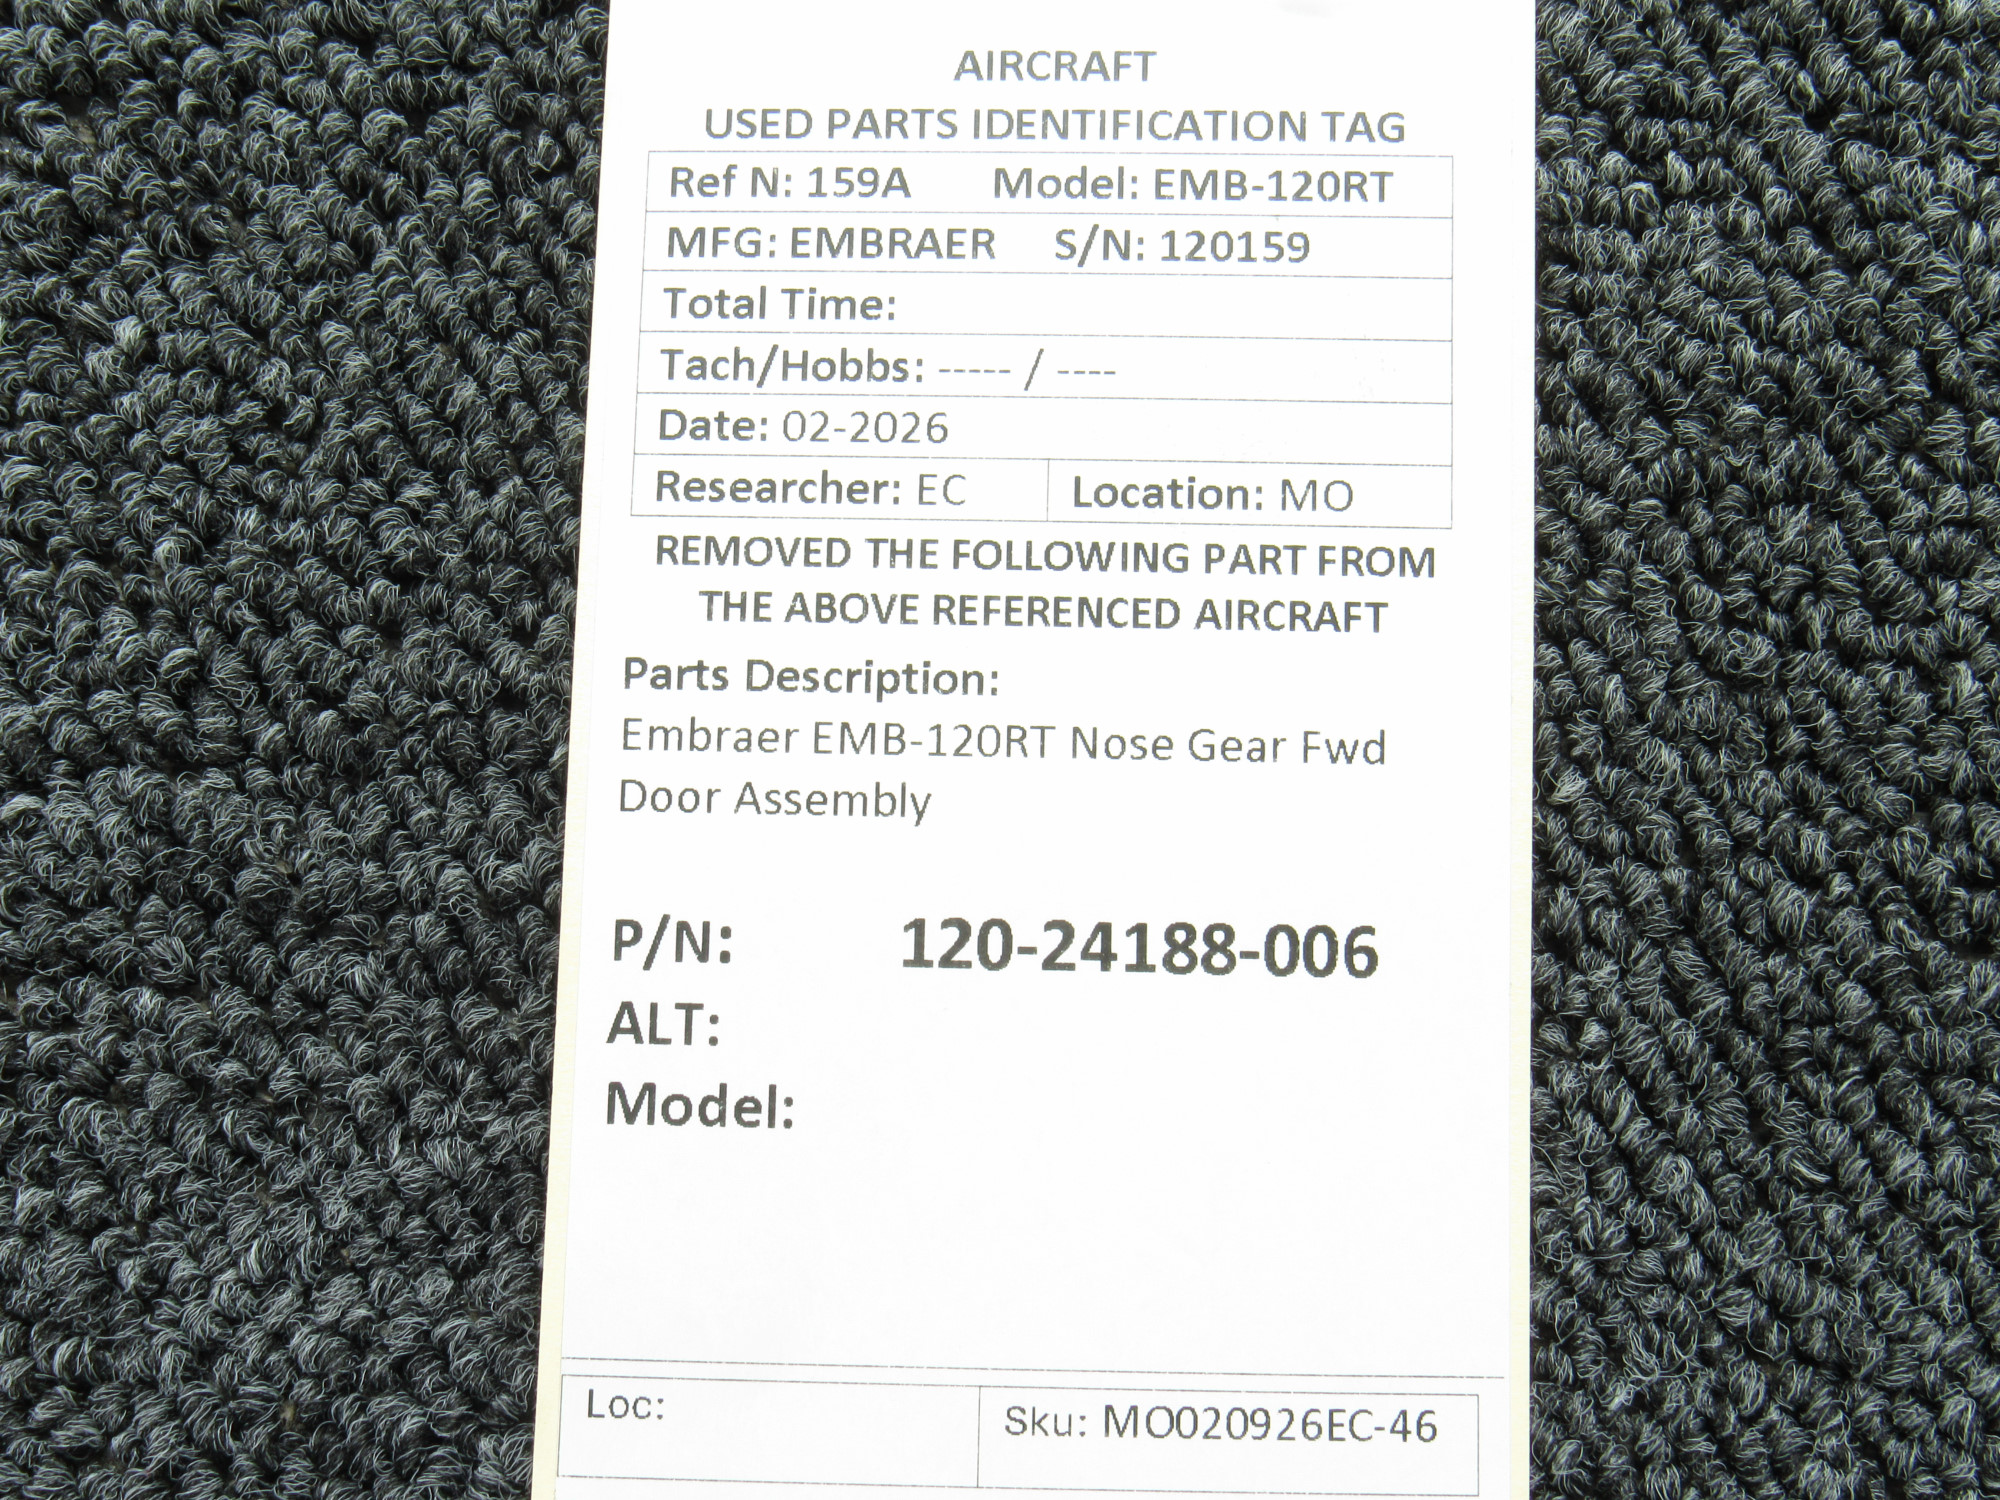 AIRCRAFT
USED PARTS IDENTIFICATION TAG
Ref N: 159A Model: EMB-120RT
MFG: EMBRAER S/N: 120159
Total Time:
Tach/Hobbs: ----- / ----
Date: 02-2026
Researcher: EC Location: MO
REMOVED THE FOLLOWING PART FROM
THE ABOVE REFERENCED AIRCRAFT
Parts Description:
Embraer EMB-120RT Nose Gear Fwd
Door Assembly
P/N: 120-24188-006
ALT:
Model:
Loc: Sku: MO020926EC-46